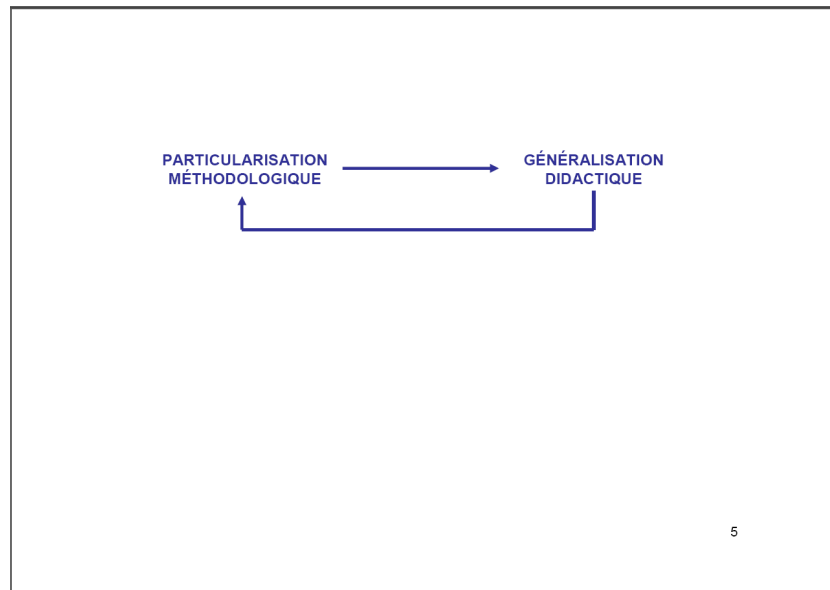 PARTICULARISATION
MÉTHODOLOGIQUE
GÉNÉRALISATION
DIDACTIQUE
5